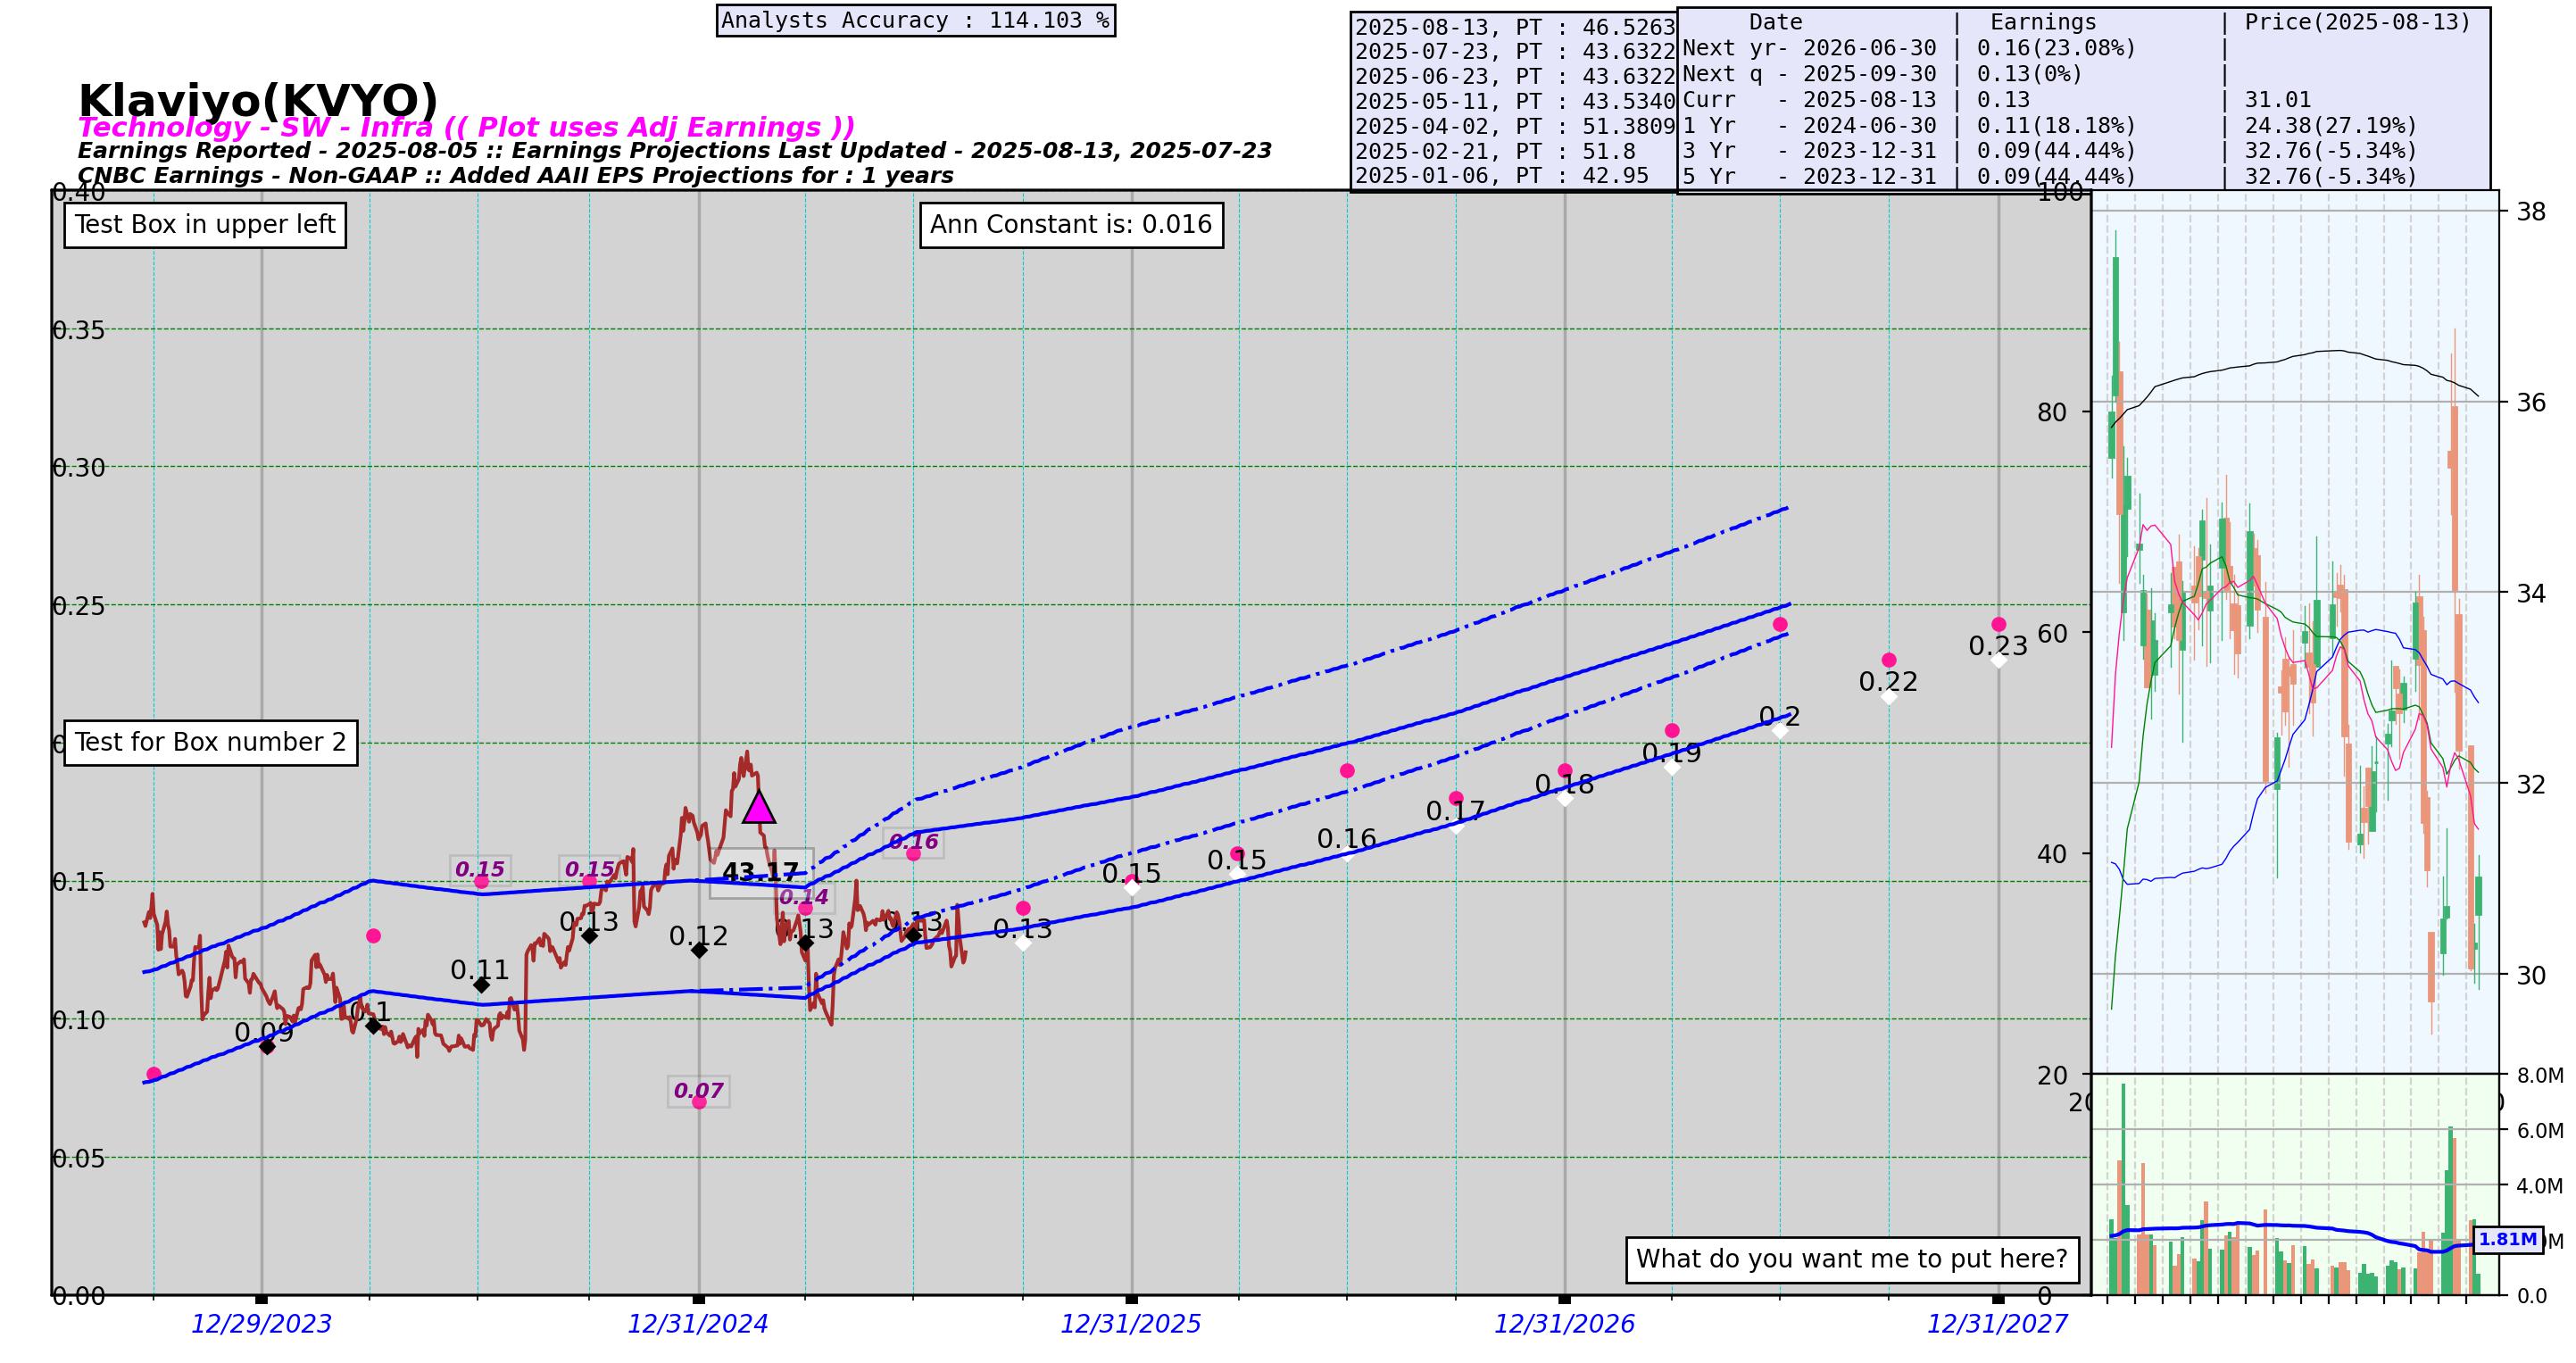 Analysts Accuracy : 114.103 %
2025-08-13, PT : 46.5263
2025-07-23, PT : 43.6322
2025-06-23, PT : 43.6322
2025-05-11, PT : 43.5340
2025-04-02, PT : 51.3809
2025-02-21, PT : 51.8
2025-01-06, PT : 42.95
Date | Earnings | Price(2025-08-13)
Next yr- 2026-06-30 | 0.16(23.08%) |
Next q - 2025-09-30 | 0.13(0%) |
Curr - 2025-08-13 | 0.13 | 31.01
1 Yr - 2024-06-30 | 0.11(18.18%) | 24.38(27.19%)
3 Yr - 2023-12-31 | 0.09(44.44%) | 32.76(-5.34%)
5 Yr - 2023-12-31 | 0.09(44.44%) | 32.76(-5.34%)
Klaviyo(KVYO)
Technology - SW - Infra (( Plot uses Adj Earnings ))
Earnings Reported - 2025-08-05 :: Earnings Projections Last Updated - 2025-08-13, 2025-07-23
CNBC Earnings - Non-GAAP :: Added AAII EPS Projections for : 1 years
0.40
100
Test Box in upper left
Ann Constant is: 0.016
38
0.35
36
80
0.30
0.25
34
60
0.23
0.22
0.2
0.19
Test for Box number 2
32
0.18
0.17
0.16
0.16
0.15
0.15
43.17
0.15
0.15
40
0.15
0.14
0.13
0.12
0.13
0.13
0.13
0.11
30
0.10
0.1
0.09
0.07
20
8.0M
0.05
6.0M
4.0M
1.81M
What do you want me to put here?
0.00
0
0.0
12/29/2023
12/31/2024
12/31/2025
12/31/2026
12/31/2027